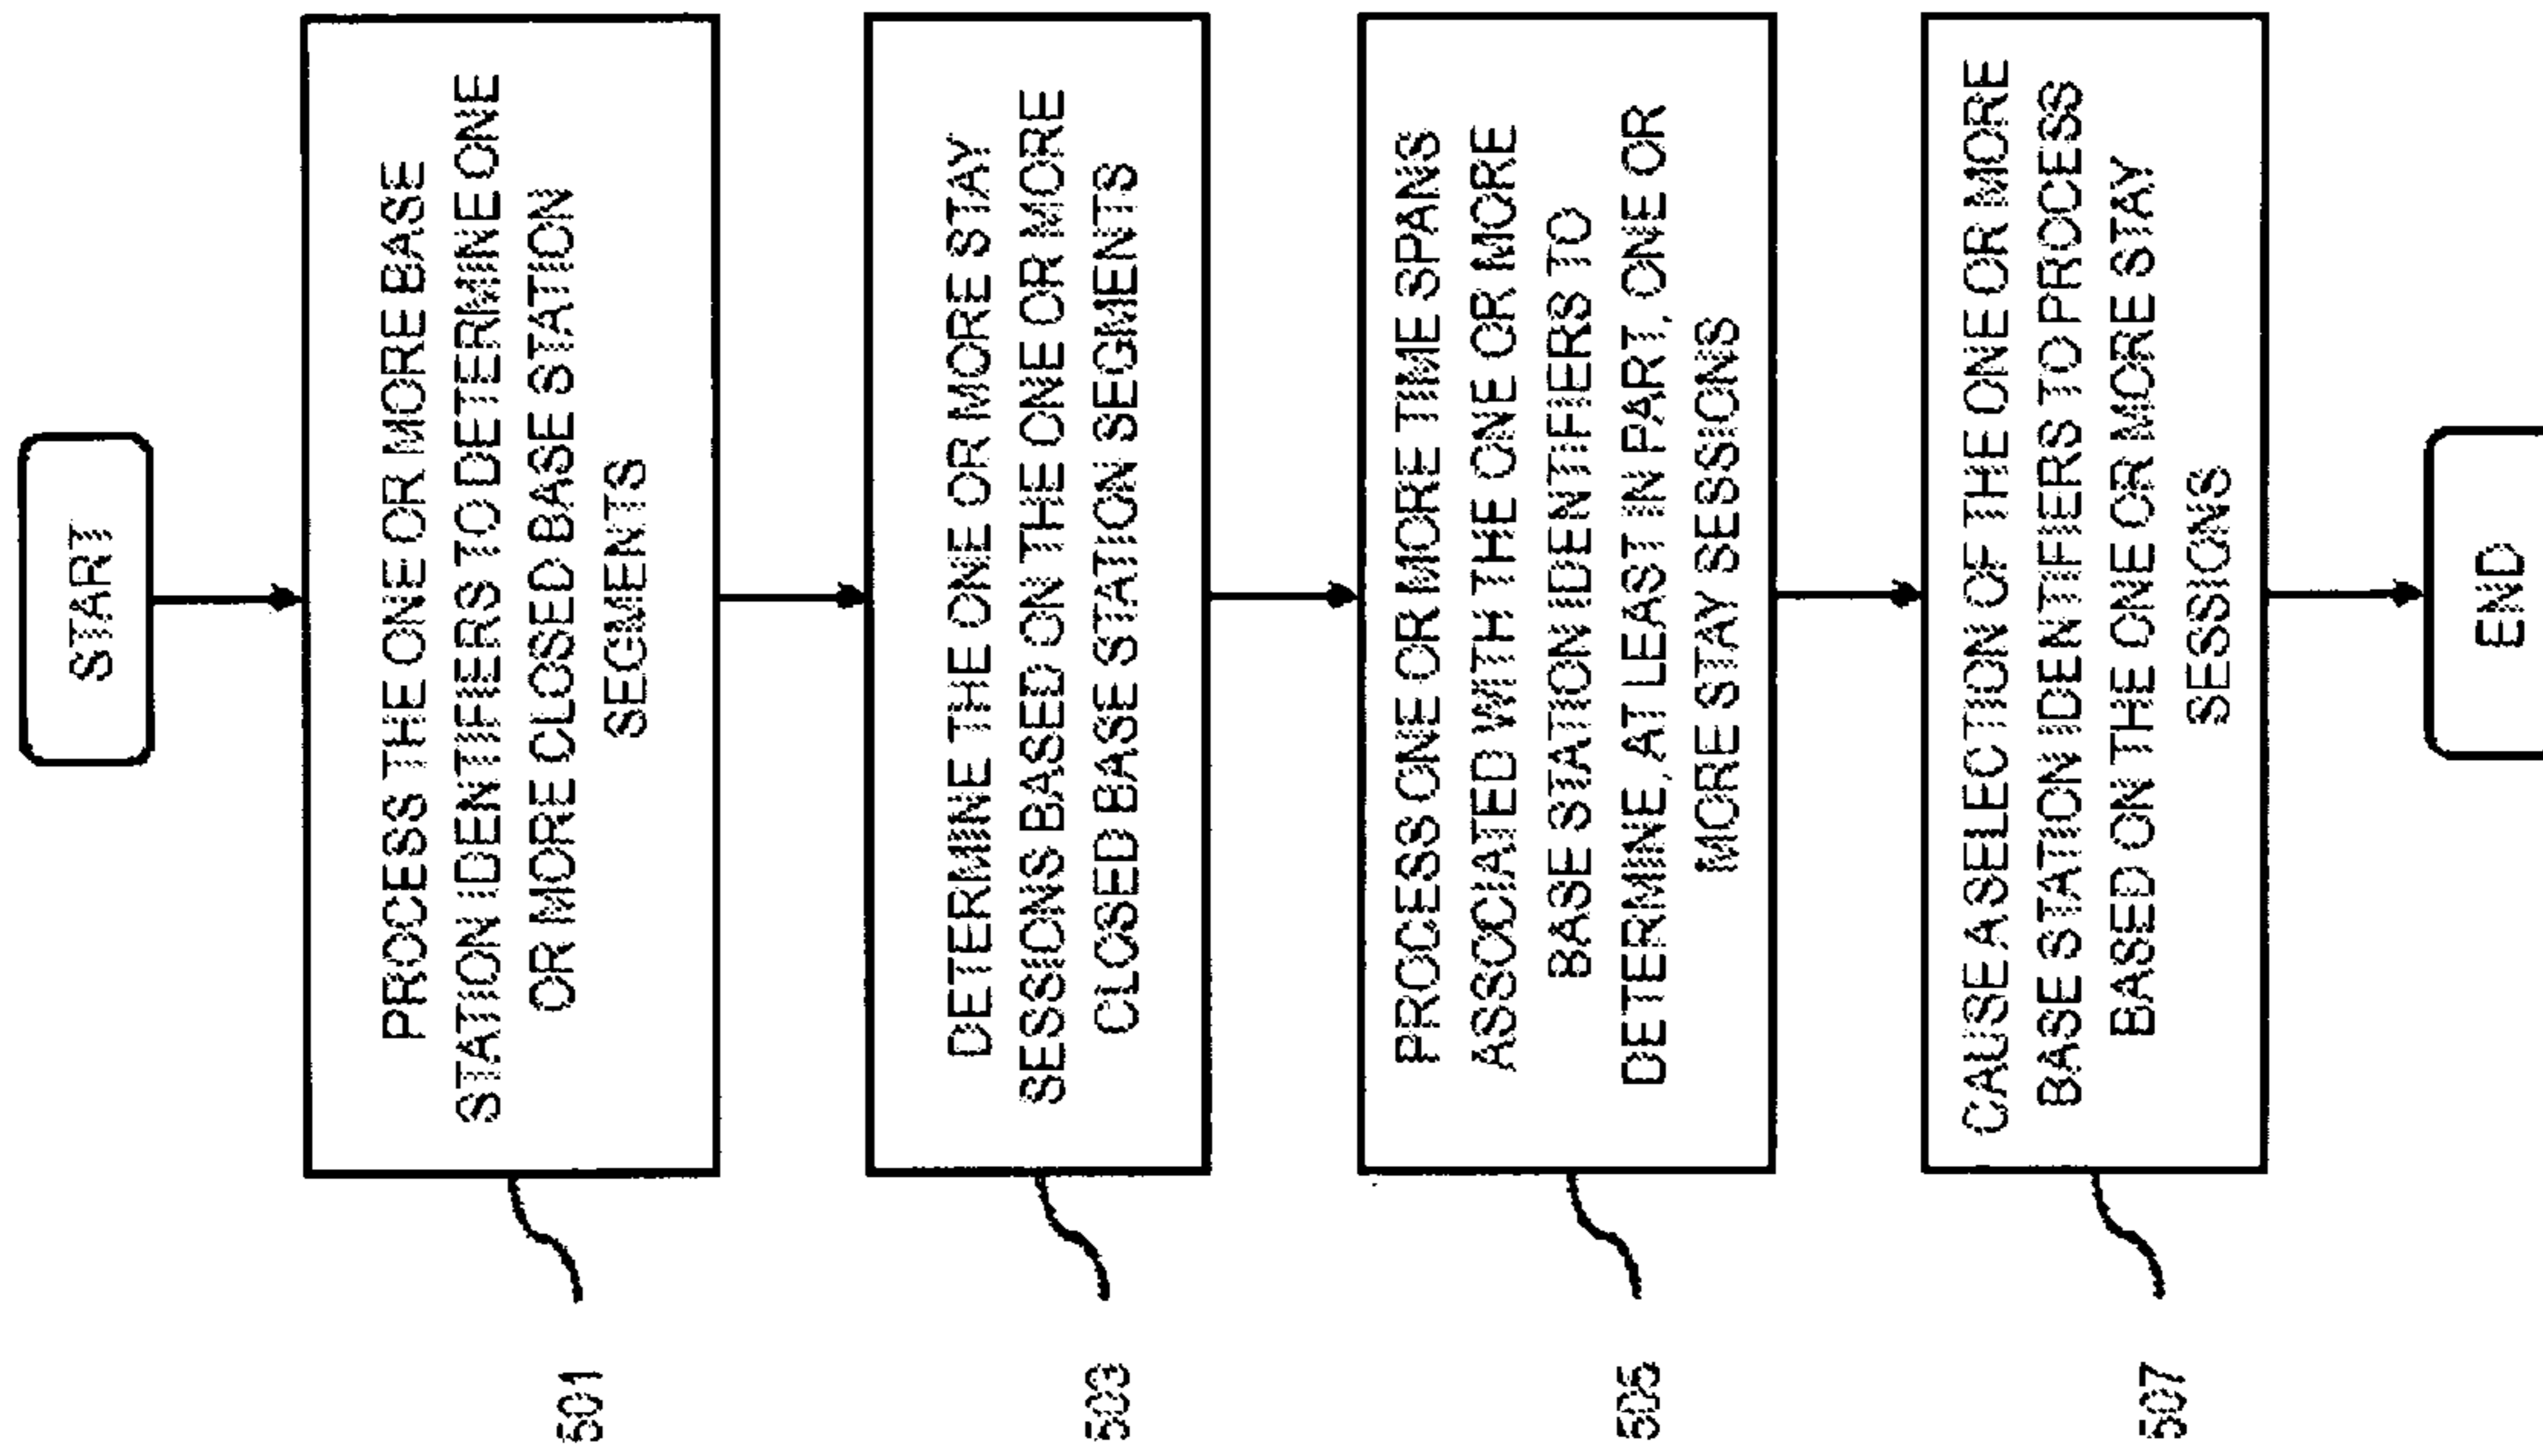 START
PROCESS THE ONE OR MORE BASE
STATION IDENTIFIERS TO DETERMINE ONE
OR MORE CLOSED BASE STATION
SEGMENTS
501
DETERMINE THE ONE OR MORE STAY
SESSIONS BASED ON THE ONE OR MORE
CLOSED BASE STATION SEGMENTS
503
PROCESS ONE OR MORE TIME SPANS
ASSOCIATED WITH THE ONE OR MORE
BASE STATION IDENTIFIERS TO
DETERMINE, AT LEAST IN PART, ONE OR
MORE STAY SESSIONS
505
CAUSE A SELECTION OF THE ONE OR MORE
BASE STATION IDENTIFIERS TO PROCESS
BASED ON THE ONE OR MORE STAY
SESSIONS
507
END